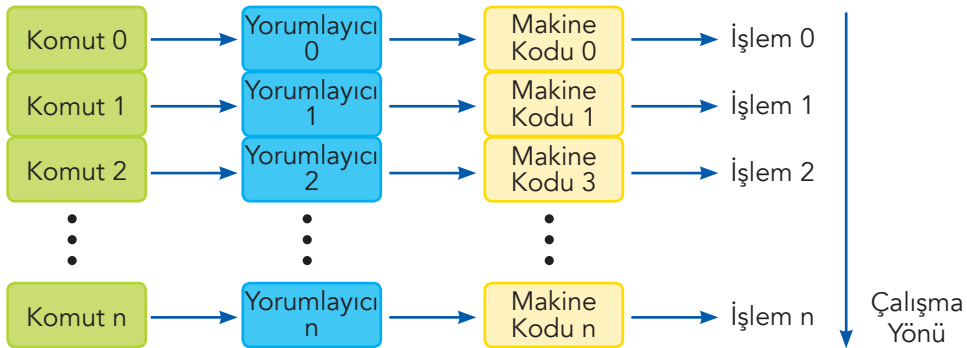 Komut 0
Yorumlayıcı
0
Makine
Kodu 0
İşlem 0
Komut 1
Yorumlayıcı
1
Makine
Kodu 1
İşlem 1
Komut 2
Yorumlayıcı
2
Makine
Kodu 3
İşlem 2
Komut n
Yorumlayıcı
n
Makine
Kodu n
İşlem n
Çalışma
Yönü